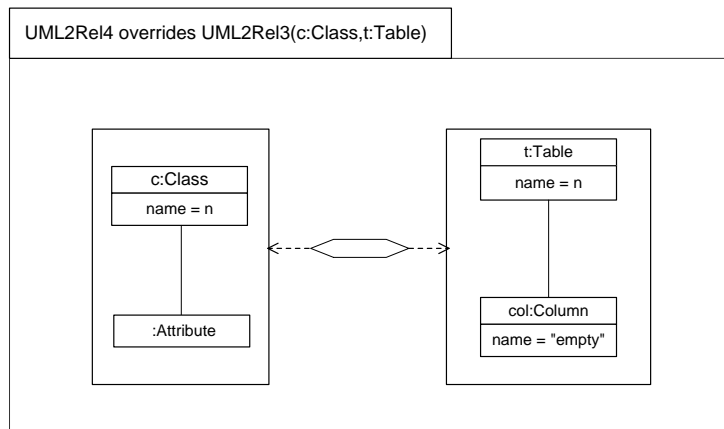 UML2Rel4 overrides UML2Rel3(c:Class,t:Table)
c:Class
name = n
:Attribute
t:Table
name = n
col:Column
name = "empty"